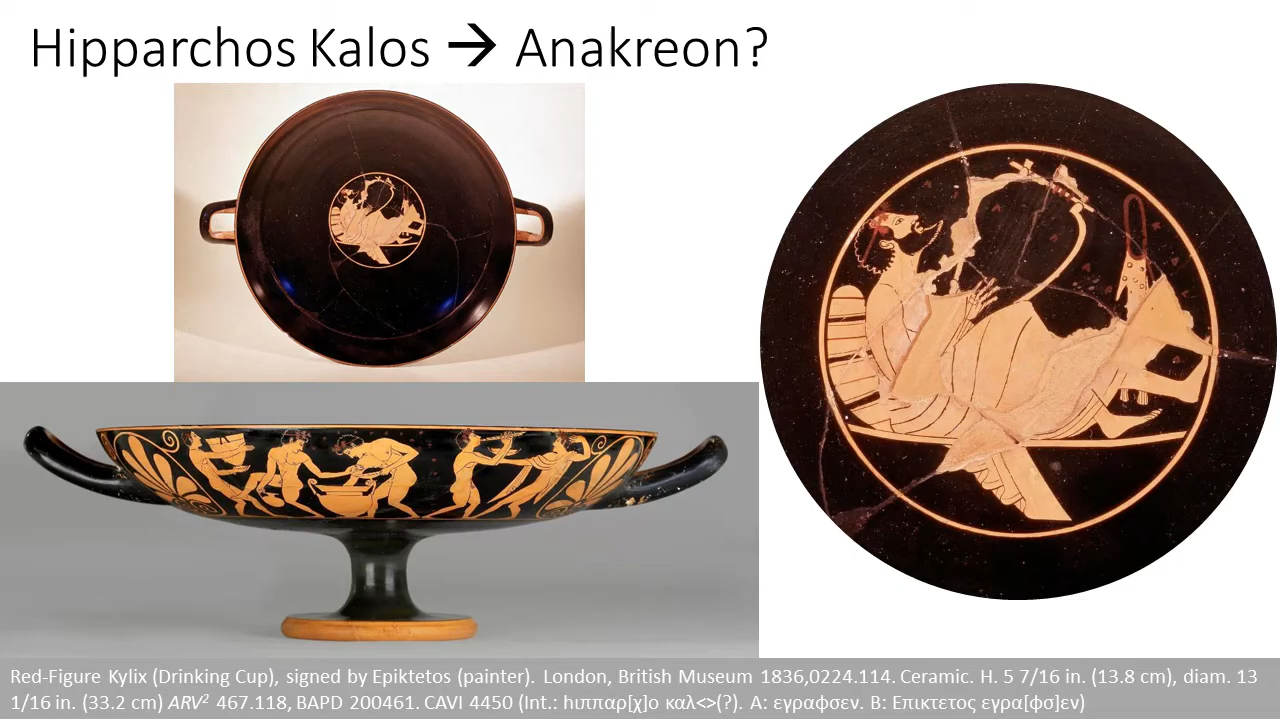 Hipparchos Kalos → Anakreon?
Red-Figure Kylix (Drinking Cup), signed by Epiktetos (painter). London, British Museum 1836,0224.114. Ceramic. H. 5 7/16 in. (13.8 cm), diam. 13
1/16 in. (33.2 cm) ARV² 467.118, BAPD 200461. CAVI 4450 (Int.: hιππαρ[χ]ο καλ<>(?). A: εγραφσεν. B: Επικτετος εγρα[φσ]εν)